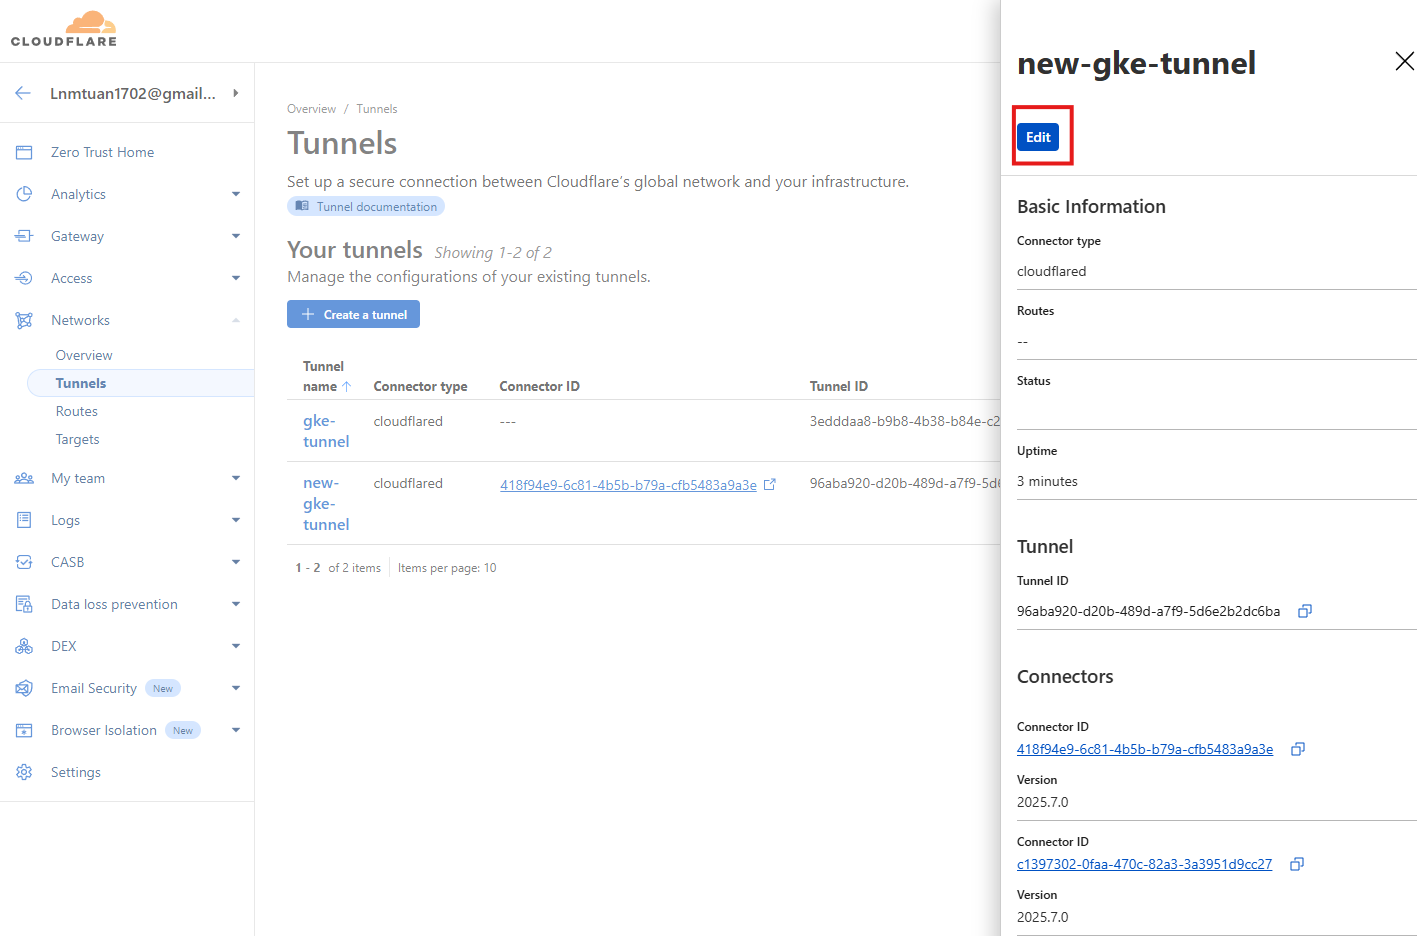 CLOUDFLARE
Lnmtuan1702@gmail...
Zero Trust Home
Analytics
Gateway
Access
Networks
Overview
Tunnels
Routes
Targets
My team
Logs
CASB
Data loss prevention
DEX
Email Security New
Browser Isolation New
Settings
Overview / Tunnels
Tunnels
Set up a secure connection between Cloudflare’s global network and your infrastructure.
Tunnel documentation
Your tunnels Showing 1-2 of 2
Manage the configurations of your existing tunnels.
Create a tunnel
Tunnel name Connector type Connector ID Tunnel ID
gke-tunnel cloudflared --- 3edddaa8-b9b8-4b38-b84e-c2
new-gke-tunnel cloudflared 418f94e9-6c81-4b5b-b79a-cfb5483a9a3e 96aba920-d20b-489d-a7f9-5d6
1 - 2 of 2 items Items per page: 10
new-gke-tunnel
Edit
Basic Information
Connector type
cloudflared
Routes
--
Status
Uptime
3 minutes
Tunnel
Tunnel ID
96aba920-d20b-489d-a7f9-5d6e2b2dc6ba
Connectors
Connector ID
418f94e9-6c81-4b5b-b79a-cfb5483a9a3e
Version
2025.7.0
Connector ID
c1397302-0faa-470c-82a3-3a3951d9cc27
Version
2025.7.0